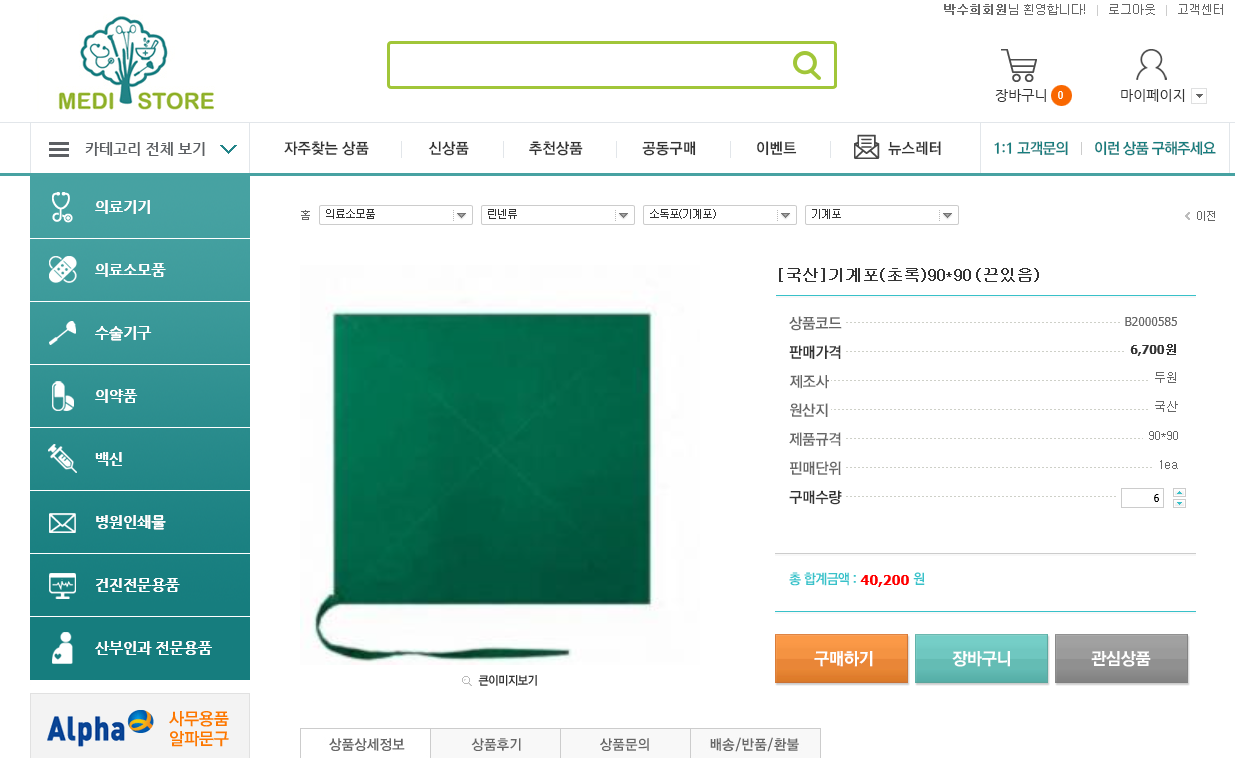 박수희회원님 환영합니다! | 로그아웃 | 고객센터
MEDI STORE
장바구니 0
마이페이지
카테고리 전체 보기
자주찾는 상품
신상품
추천상품
공동구매
이벤트
뉴스레터
1:1 고객문의
이런 상품 구해주세요
의료기기
의료소모품
수술기구
의약품
백신
병원인쇄물
건진전문용품
산부인과 전문용품
Alpha 사무용품
알파문구
홈 의료소모품 린넨류 소독포(기계포) 기계포
이전
큰이미지보기
[국산]기계포(초록)90*90 (끈있음)
상품코드 B2000585
판매가격 6,700원
제조사 두원
원산지 국산
제품규격 90*90
판매단위 1ea
구매수량 6
총 합계금액 : 40,200 원
구매하기
장바구니
관심상품
상품상세정보
상품후기
상품문의
배송/반품/환불